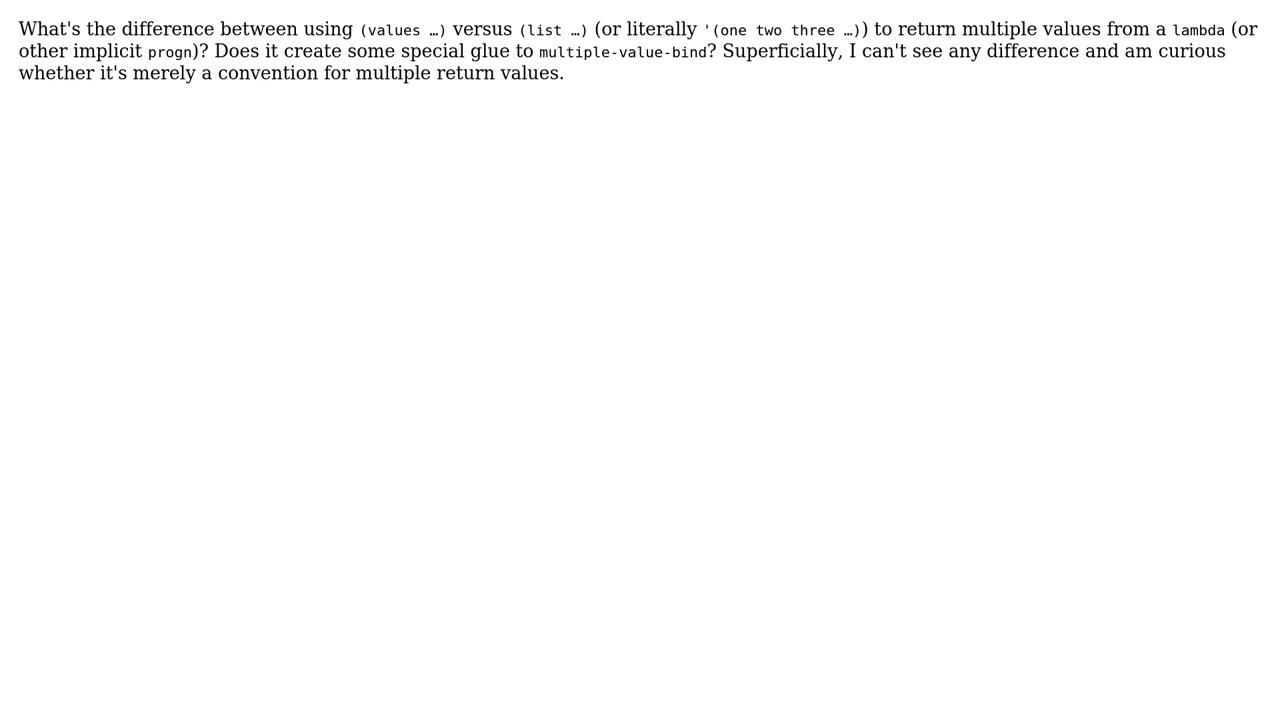 What's the difference between using (values …) versus (list …) (or literally '(one two three …)) to return multiple values from a lambda (or
other implicit progn)? Does it create some special glue to multiple-value-bind? Superficially, I can't see any difference and am curious
whether it's merely a convention for multiple return values.